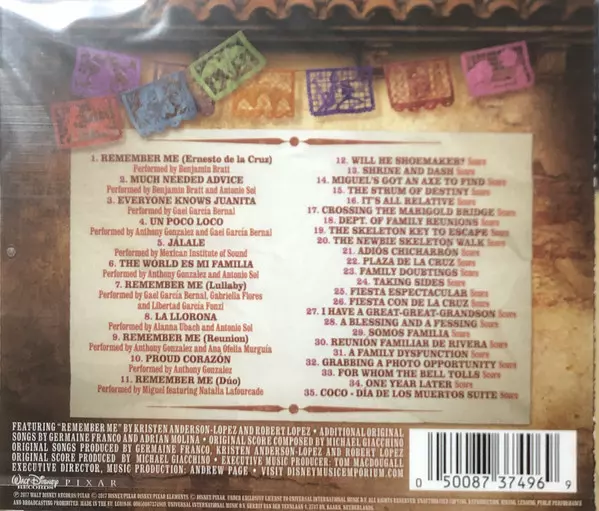 1. REMEMBER ME (Ernesto de la Cruz)
Performed by Benjamin Bratt
2. MUCH NEEDED ADVICE
Performed by Benjamin Bratt and Antonio Sol
3. EVERYONE KNOWS JUANITA
Performed by Gael García Bernal
4. UN POCO LOCO
Performed by Anthony Gonzalez and Gael García Bernal
5. JÁLALE
Performed by Mexican Institute of Sound
6. THE WORLD ES MI FAMILIA
Performed by Anthony Gonzalez and Antonio Sol
7. REMEMBER ME (Lullaby)
Performed by Gael García Bernal, Gabriella Flores
and Libertad García Fonzi
8. LA LLORONA
Performed by Alanna Ubach and Antonio Sol
9. REMEMBER ME (Reunion)
Performed by Anthony Gonzalez and Ana Ofelia Murguía
10. PROUD CORAZÓN
Performed by Anthony Gonzalez
11. REMEMBER ME (Dúo)
Performed by Miguel featuring Natalia Lafourcade
12. WILL HE SHOEMAKER? Score
13. SHRINE AND DASH Score
14. MIGUEL'S GOT AN AXE TO FIND Score
15. THE STRUM OF DESTINY Score
16. IT'S ALL RELATIVE Score
17. CROSSING THE MARIGOLD BRIDGE Score
18. DEPT. OF FAMILY REUNIONS Score
19. THE SKELETON KEY TO ESCAPE Score
20. THE NEWBIE SKELETON WALK Score
21. ADIÓS CHICHARRÓN Score
22. PLAZA DE LA CRUZ Score
23. FAMILY DOUBTINGS Score
24. TAKING SIDES Score
25. FIESTA ESPECTACULAR Score
26. FIESTA CON DE LA CRUZ Score
27. I HAVE A GREAT-GREAT-GRANDSON Score
28. A BLESSING AND A FESSING Score
29. SOMOS FAMILIA Score
30. REUNIÓN FAMILIAR DE RIVERA Score
31. A FAMILY DYSFUNCTION Score
32. GRABBING A PHOTO OPPORTUNITY Score
33. FOR WHOM THE BELL TOLLS Score
34. ONE YEAR LATER Score
35. COCO - DÍA DE LOS MUERTOS SUITE Score
FEATURING "REMEMBER ME" BY KRISTEN ANDERSON-LOPEZ AND ROBERT LOPEZ • ADDITIONAL ORIGINAL
SONGS BY GERMAINE FRANCO AND ADRIAN MOLINA • ORIGINAL SCORE COMPOSED BY MICHAEL GIACCHINO
ORIGINAL SONGS PRODUCED BY GERMAINE FRANCO, KRISTEN ANDERSON-LOPEZ AND ROBERT LOPEZ
ORIGINAL SCORE PRODUCED BY MICHAEL GIACCHINO • EXECUTIVE MUSIC PRODUCER: TOM MACDOUGALL
EXECUTIVE DIRECTOR, MUSIC PRODUCTION: ANDREW PAGE • VISIT DISNEYMUSICEMPORIUM.COM
Walt Disney RECORDS PIXAR
℗ 2017 WALT DISNEY RECORDS/PIXAR © 2017 DISNEY/PIXAR
0 50087 37496 9